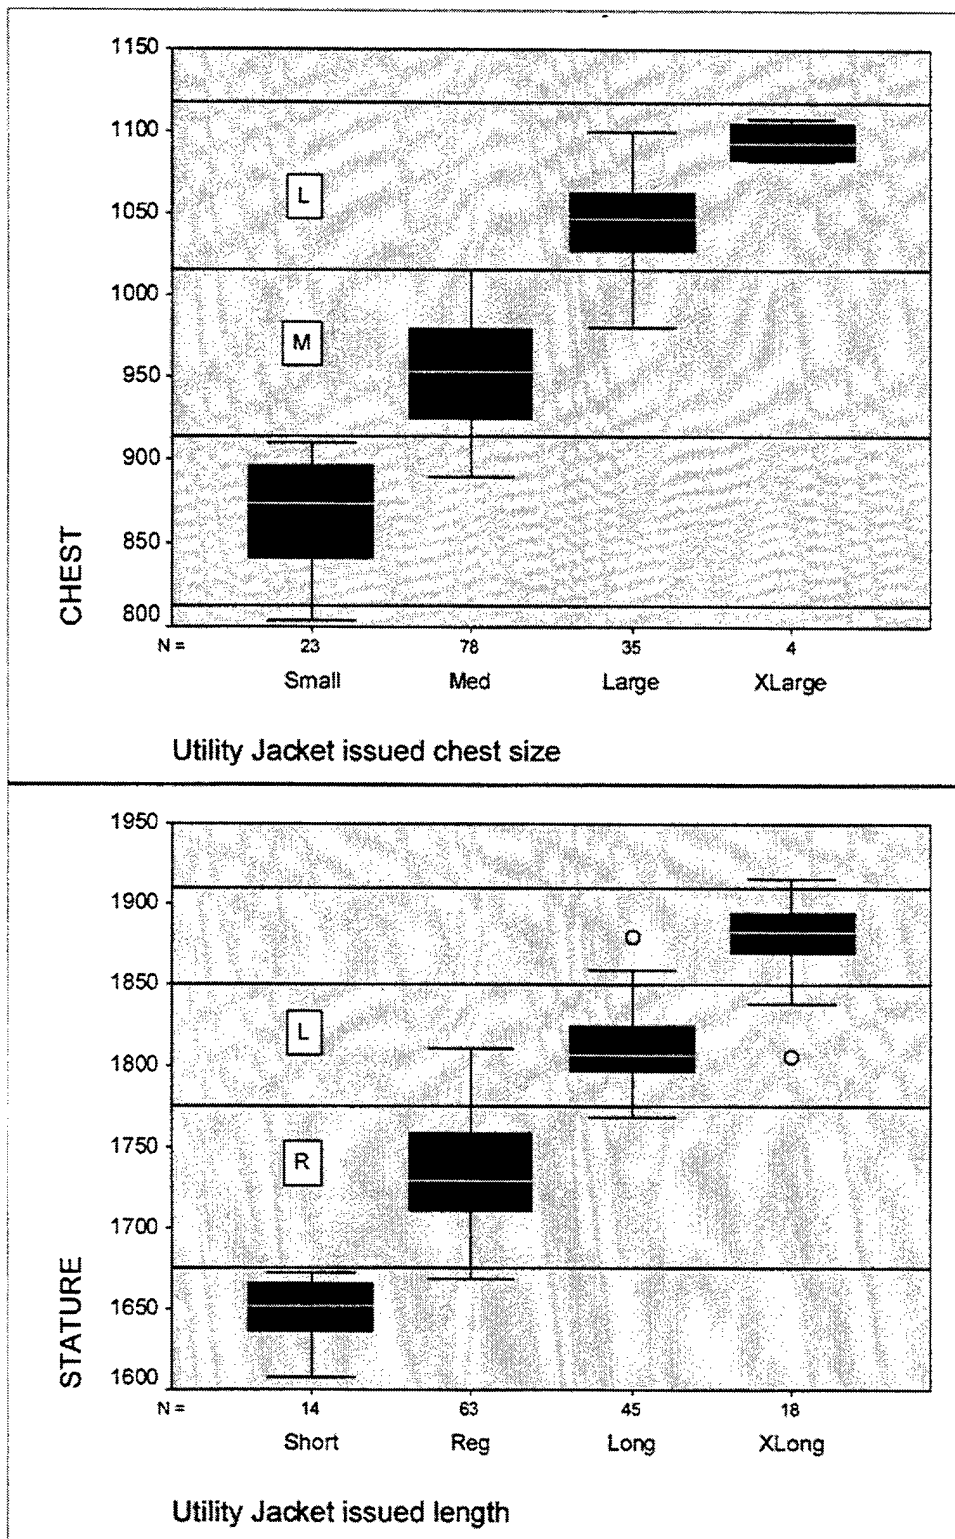 1150
1100
L
1050
1000
M
950
900
850
800
CHEST
N = 23 78 35 4
Small Med Large XLarge
Utility Jacket issued chest size
1950
1900
1850
L
1800
1750
R
1700
1650
1600
STATURE
N = 14 63 45 18
Short Reg Long XLong
Utility Jacket issued length